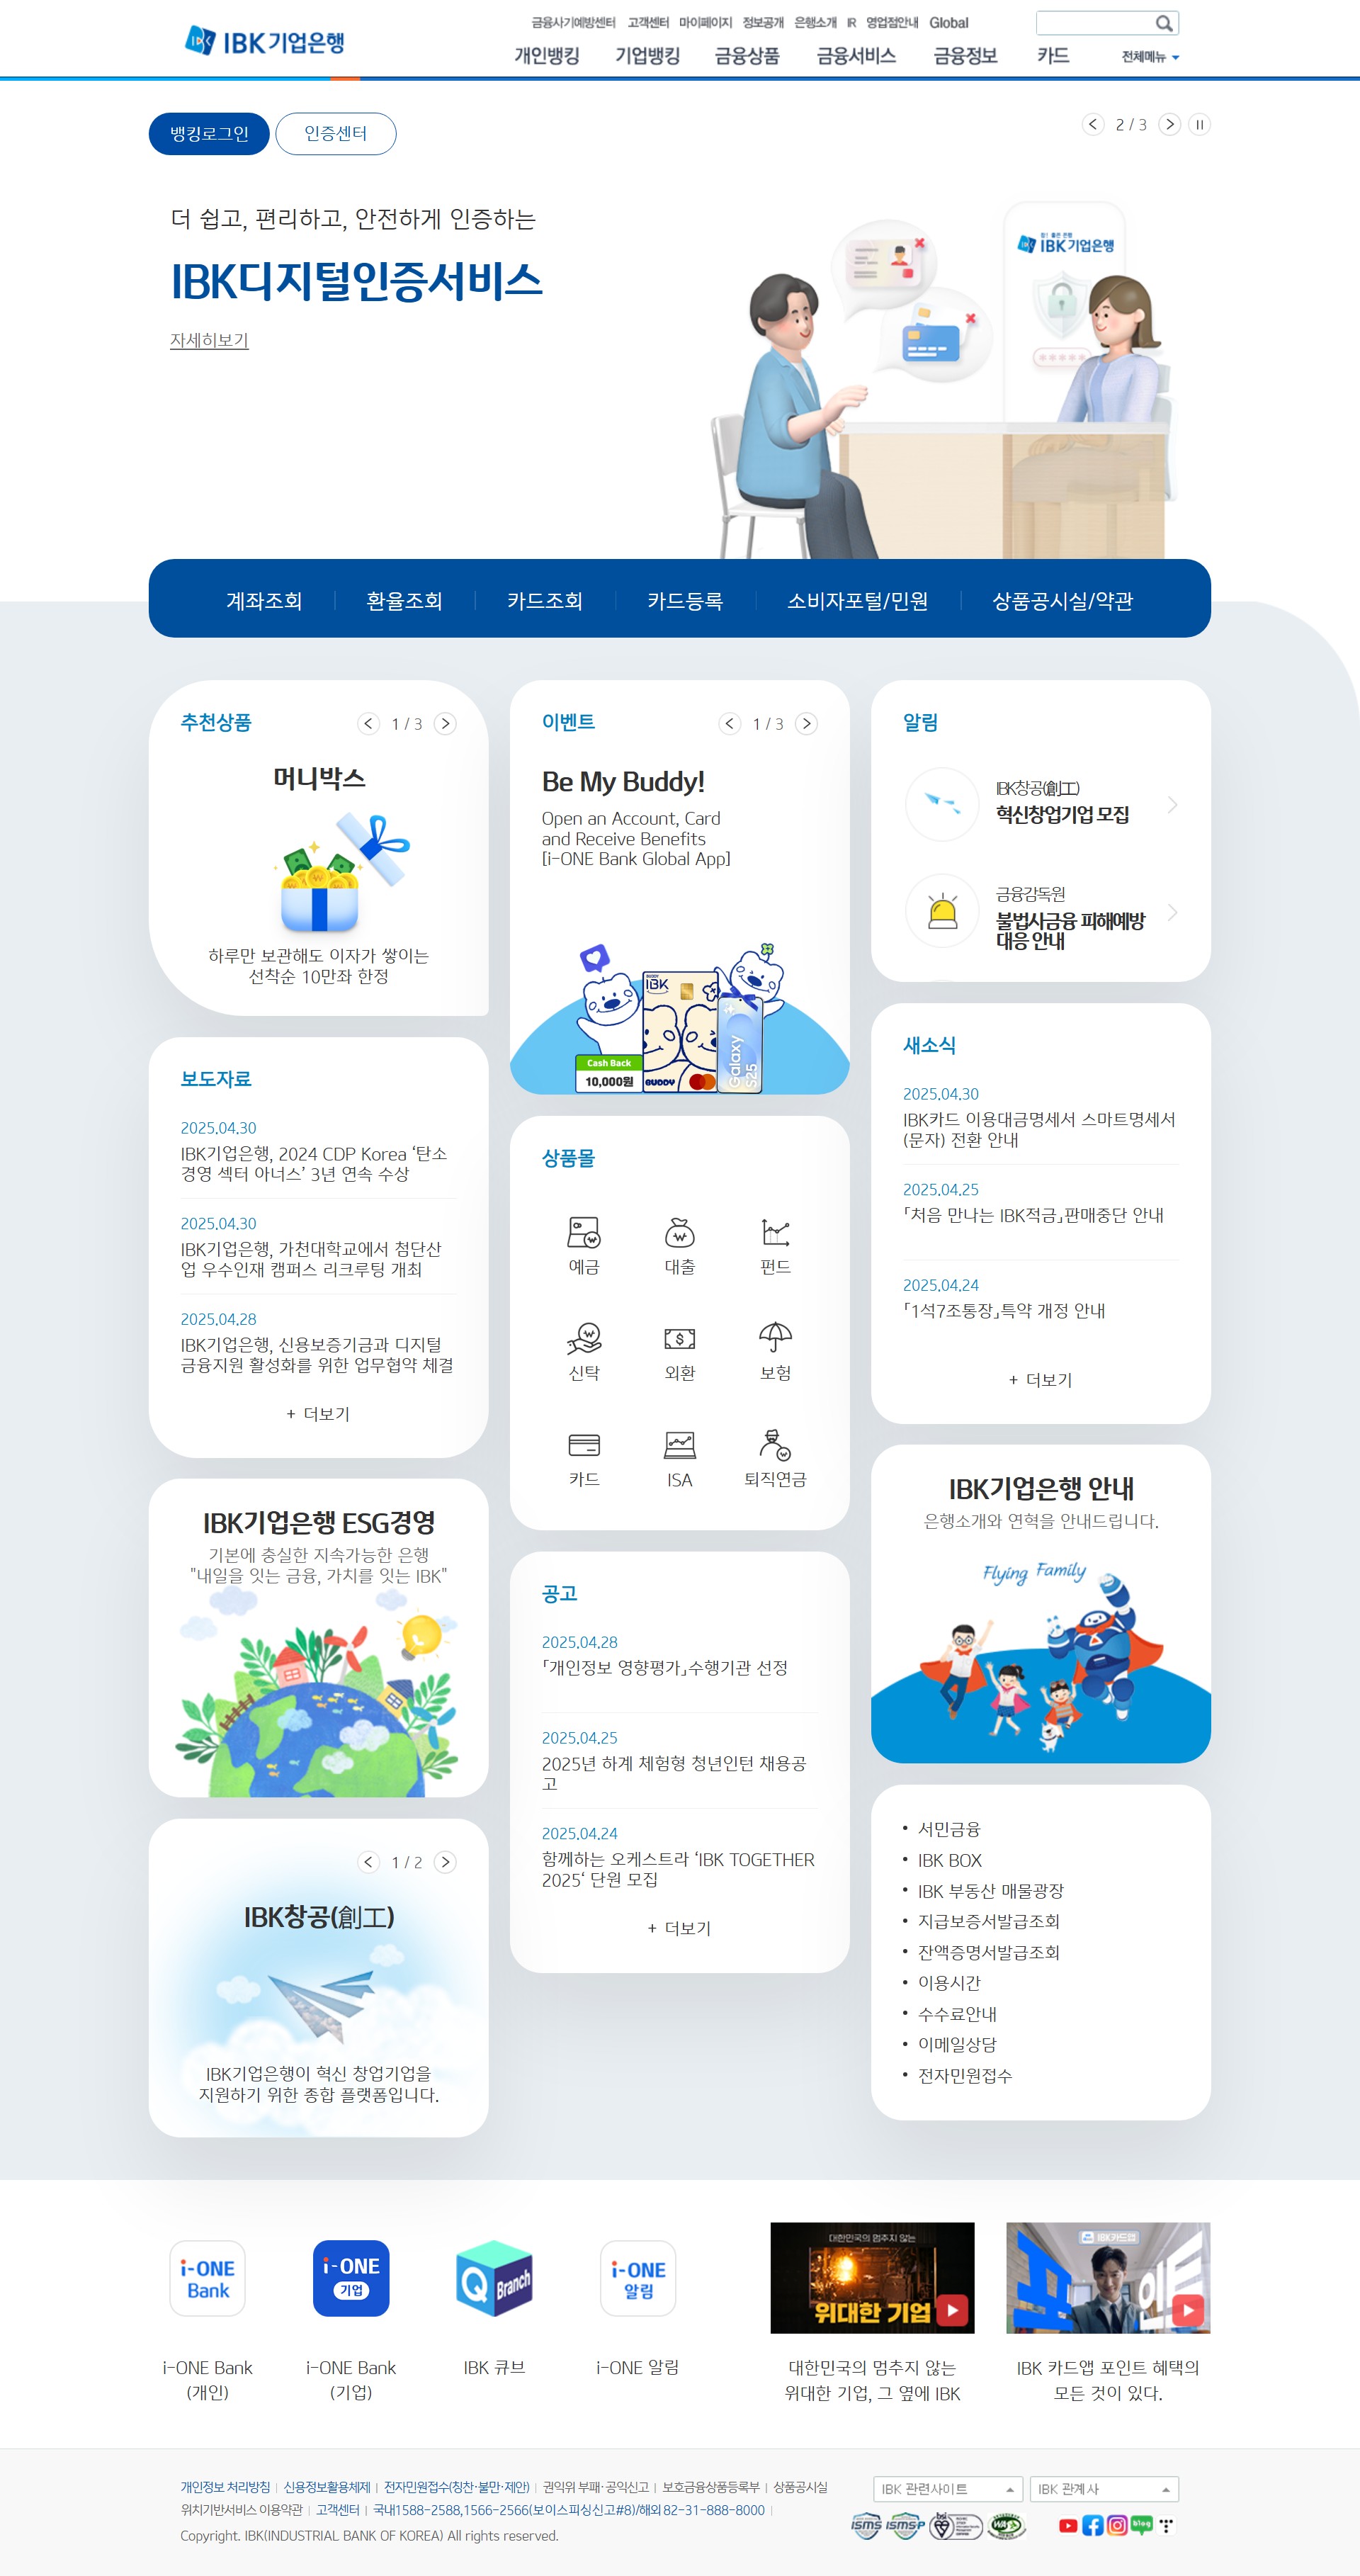 IBK기업은행
금융사기예방센터 고객센터 마이페이지 정보공개 은행소개 IR 영업점안내 Global
개인뱅킹 기업뱅킹 금융상품 금융서비스 금융정보 카드 전체메뉴
뱅킹로그인 인증센터
2 / 3
더 쉽고, 편리하고, 안전하게 인증하는
IBK디지털인증서비스
자세히보기
IBK기업은행
계좌조회 환율조회 카드조회 카드등록 소비자포털/민원 상품공시실/약관
추천상품
1 / 3
머니박스
하루만 보관해도 이자가 쌓이는
선착순 10만좌 한정
보도자료
2025.04.30
IBK기업은행, 2024 CDP Korea ‘탄소
경영 섹터 아너스’ 3년 연속 수상
2025.04.30
IBK기업은행, 가천대학교에서 첨단산
업 우수인재 캠퍼스 리크루팅 개최
2025.04.28
IBK기업은행, 신용보증기금과 디지털
금융지원 활성화를 위한 업무협약 체결
+ 더보기
IBK기업은행 ESG경영
기본에 충실한 지속가능한 은행
"내일을 잇는 금융, 가치를 잇는 IBK"
1 / 2
IBK창공(創工)
IBK기업은행이 혁신 창업기업을
지원하기 위한 종합 플랫폼입니다.
이벤트
1 / 3
Be My Buddy!
Open an Account, Card
and Receive Benefits
[i-ONE Bank Global App]
BUDDY
IBK
Cash Back
10,000원
BUDDY
Galaxy
S25
상품몰
예금 대출 펀드
신탁 외환 보험
카드 ISA 퇴직연금
공고
2025.04.28
「개인정보 영향평가」수행기관 선정
2025.04.25
2025년 하계 체험형 청년인턴 채용공
고
2025.04.24
함께하는 오케스트라 ‘IBK TOGETHER
2025‘ 단원 모집
+ 더보기
알림
IBK창공(創工)
혁신창업기업 모집
금융감독원
불법사금융 피해예방
대응 안내
새소식
2025.04.30
IBK카드 이용대금명세서 스마트명세서
(문자) 전환 안내
2025.04.25
「처음 만나는 IBK적금」판매중단 안내
2025.04.24
「1석7조통장」특약 개정 안내
+ 더보기
IBK기업은행 안내
은행소개와 연혁을 안내드립니다.
Flying Family
• 서민금융
• IBK BOX
• IBK 부동산 매물광장
• 지급보증서발급조회
• 잔액증명서발급조회
• 이용시간
• 수수료안내
• 이메일상담
• 전자민원접수
i-ONE
Bank
i-ONE
기업
Q Branch
i-ONE
알림
대한민국의 멈추지 않는
위대한 기업
IBK카드앱
i-ONE Bank
(개인)
i-ONE Bank
(기업)
IBK 큐브
i-ONE 알림
대한민국의 멈추지 않는
위대한 기업, 그 옆에 IBK
IBK 카드앱 포인트 혜택의
모든 것이 있다.
개인정보 처리방침 | 신용정보활용체제 | 전자민원접수(칭찬·불만·제안) | 권익위 부패·공익신고 | 보호금융상품등록부 | 상품공시실
위치기반서비스 이용약관 | 고객센터 | 국내1588-2588,1566-2566(보이스피싱신고#8)/해외 82-31-888-8000 |
Copyright. IBK(INDUSTRIAL BANK OF KOREA) All rights reserved.
IBK 관련사이트 IBK 관계사
ISMS ISMS-P WA blog